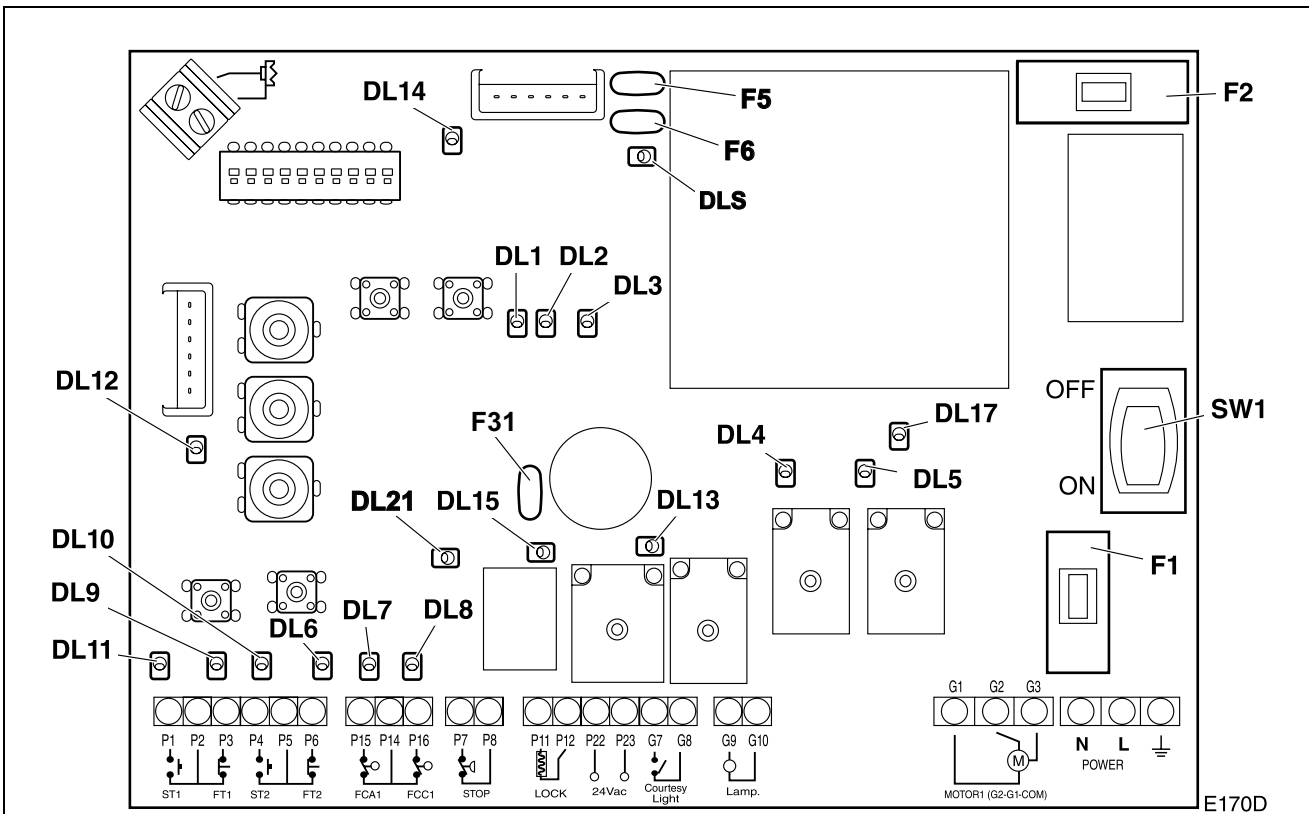 DL14
F5
F2
F6
DLS
DL1 DL2
DL3
DL12
OFF
SW1
DL17
F31
DL4
DL5
ON
DL21
DL15
DL13
DL10
F1
DL9
DL7
DL8
DL6
DL11
G1 G2 G3
P1 P2 P3 P4 P5 P6 P15 P14 P16 P7 P8 P11 P12 P22 P23 G7 G8 G9 G10 N L
POWER
M
ST1 FT1 ST2 FT2 FCA1 FCC1 STOP LOCK 24Vac Courtesy Light Lamp. MOTOR1 (G2-G1-COM)
E170D